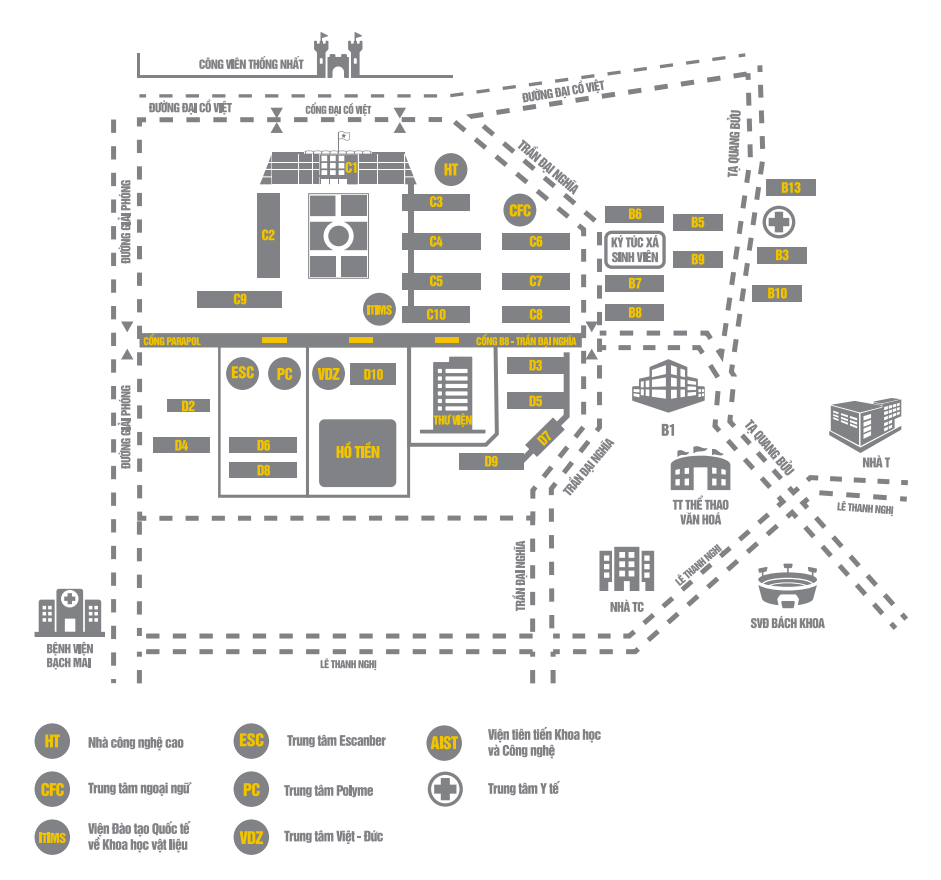 CÔNG VIÊN THỐNG NHẤT
ĐƯỜNG ĐẠI CỒ VIỆT
CỔNG ĐẠI CỒ VIỆT
ĐƯỜNG ĐẠI CỒ VIỆT
TẠ QUANG BỬU
TRẦN ĐẠI NGHĨA
ĐƯỜNG GIẢI PHÓNG
C1
HT
C3
CFC
C2
C4
C6
C5
C7
C9
ITIMS
C10
C8
B13
B6
B5
KÝ TÚC XÁ
SINH VIÊN
B9
B3
B7
B10
B8
CỔNG PARAPOL
CỔNG B8 - TRẦN ĐẠI NGHĨA
ESC
PC
VDZ
D10
D3
D5
D2
THƯ VIỆN
D4
D6
D8
HỒ TIỀN
D7
D9
ĐƯỜNG GIẢI PHÓNG
TRẦN ĐẠI NGHĨA
B1
TẠ QUANG BỬU
NHÀ T
TT THỂ THAO
VĂN HOÁ
LÊ THANH NGHỊ
TRẦN ĐẠI NGHĨA
LÊ THANH NGHỊ
NHÀ TC
SVĐ BÁCH KHOA
BỆNH VIỆN
BẠCH MAI
LÊ THANH NGHỊ
HT
Nhà công nghệ cao
ESC
Trung tâm Escanber
AIST
Viện tiên tiến Khoa học
và Công nghệ
CFC
Trung tâm ngoại ngữ
PC
Trung tâm Polyme
Trung tâm Y tế
ITIMS
Viện Đào tạo Quốc tế
về Khoa học vật liệu
VDZ
Trung tâm Việt - Đức